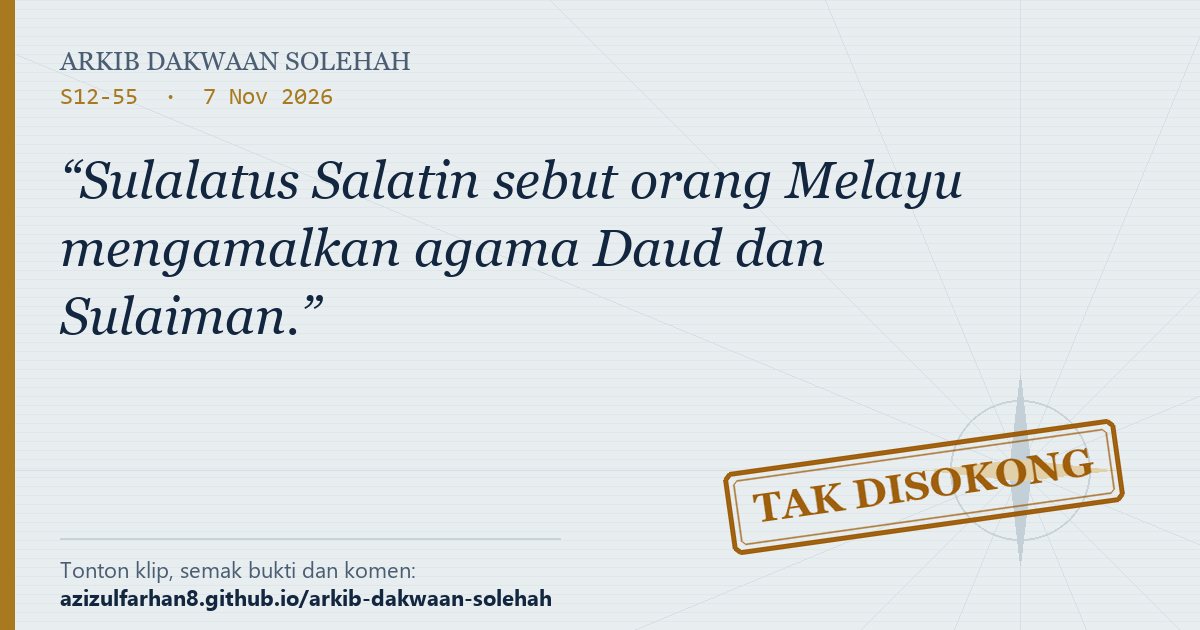 ARKIB DAKWAAN SOLEHAH
S12-55 · 7 Nov 2026
“Sulalatus Salatin sebut orang Melayu
mengamalkan agama Daud dan
Sulaiman.”
TAK DISOKONG
Tonton klip, semak bukti dan komen:
azizulfarhan8.github.io/arkib-dakwaan-solehah